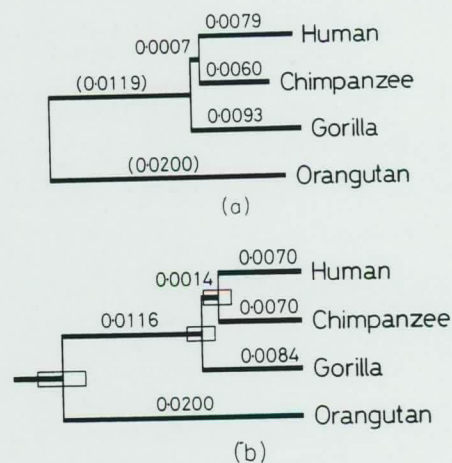 0·0079
Human
0·0007
0·0060
Chimpanzee
(0·0119)
0·0093
Gorilla
(0·0200)
Orangutan
(a)
0·0070
Human
0·0014
0·0070
Chimpanzee
0·0116
0·0084
Gorilla
0·0200
Orangutan
(b)